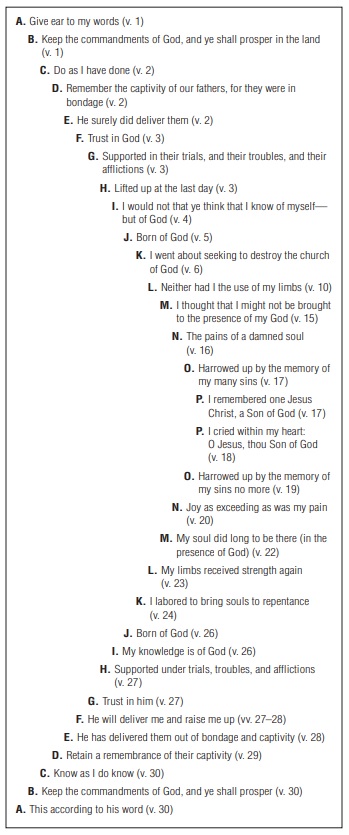 A. Give ear to my words (v. 1)
B. Keep the commandments of God, and ye shall prosper in the land
(v. 1)
C. Do as I have done (v. 2)
D. Remember the captivity of our fathers, for they were in
bondage (v. 2)
E. He surely did deliver them (v. 2)
F. Trust in God (v. 3)
G. Supported in their trials, and their troubles, and their
afflictions (v. 3)
H. Lifted up at the last day (v. 3)
I. I would not that ye think that I know of myself—
but of God (v. 4)
J. Born of God (v. 5)
K. I went about seeking to destroy the church
of God (v. 6)
L. Neither had I the use of my limbs (v. 10)
M. I thought that I might not be brought
to the presence of my God (v. 15)
N. The pains of a damned soul
(v. 16)
O. Harrowed up by the memory of
my many sins (v. 17)
P. I remembered one Jesus
Christ, a Son of God (v. 17)
P. I cried within my heart:
O Jesus, thou Son of God
(v. 18)
O. Harrowed up by the memory of
my sins no more (v. 19)
N. Joy as exceeding as was my pain
(v. 20)
M. My soul did long to be there (in the
presence of God) (v. 22)
L. My limbs received strength again
(v. 23)
K. I labored to bring souls to repentance
(v. 24)
J. Born of God (v. 26)
I. My knowledge is of God (v. 26)
H. Supported under trials, troubles, and afflictions
(v. 27)
G. Trust in him (v. 27)
F. He will deliver me and raise me up (vv. 27–28)
E. He has delivered them out of bondage and captivity (v. 28)
D. Retain a remembrance of their captivity (v. 29)
C. Know as I do know (v. 30)
B. Keep the commandments of God, and ye shall prosper (v. 30)
A. This according to his word (v. 30)